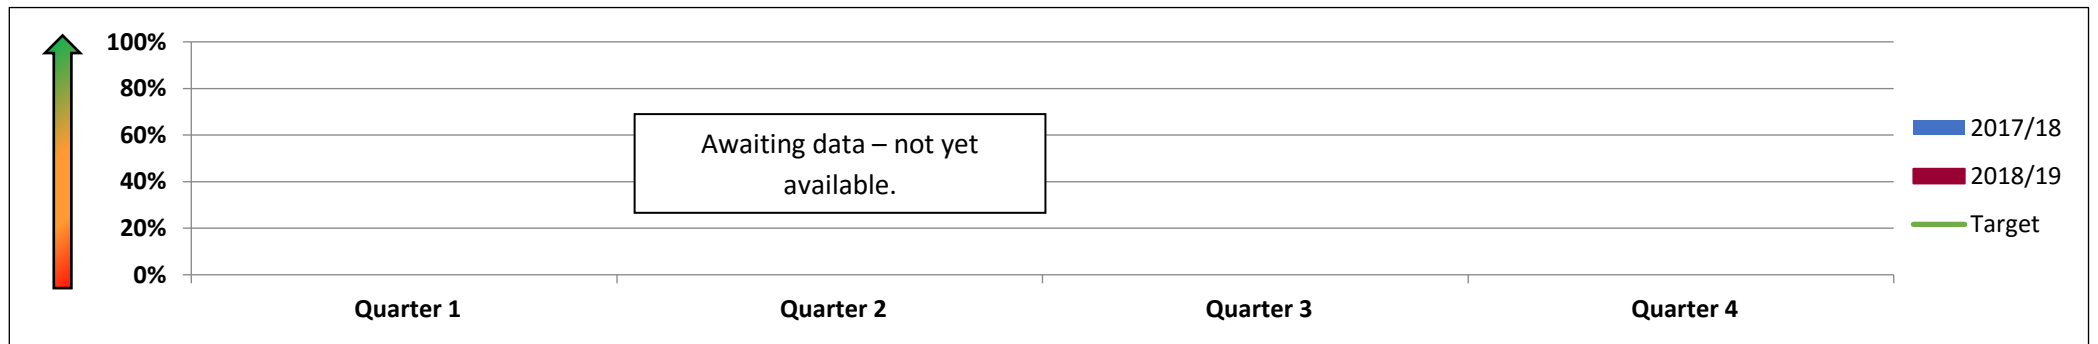 100%
80%
60%
40%
20%
0%
Awaiting data – not yet
available.
Quarter 1
Quarter 2
Quarter 3
Quarter 4
2017/18
2018/19
Target